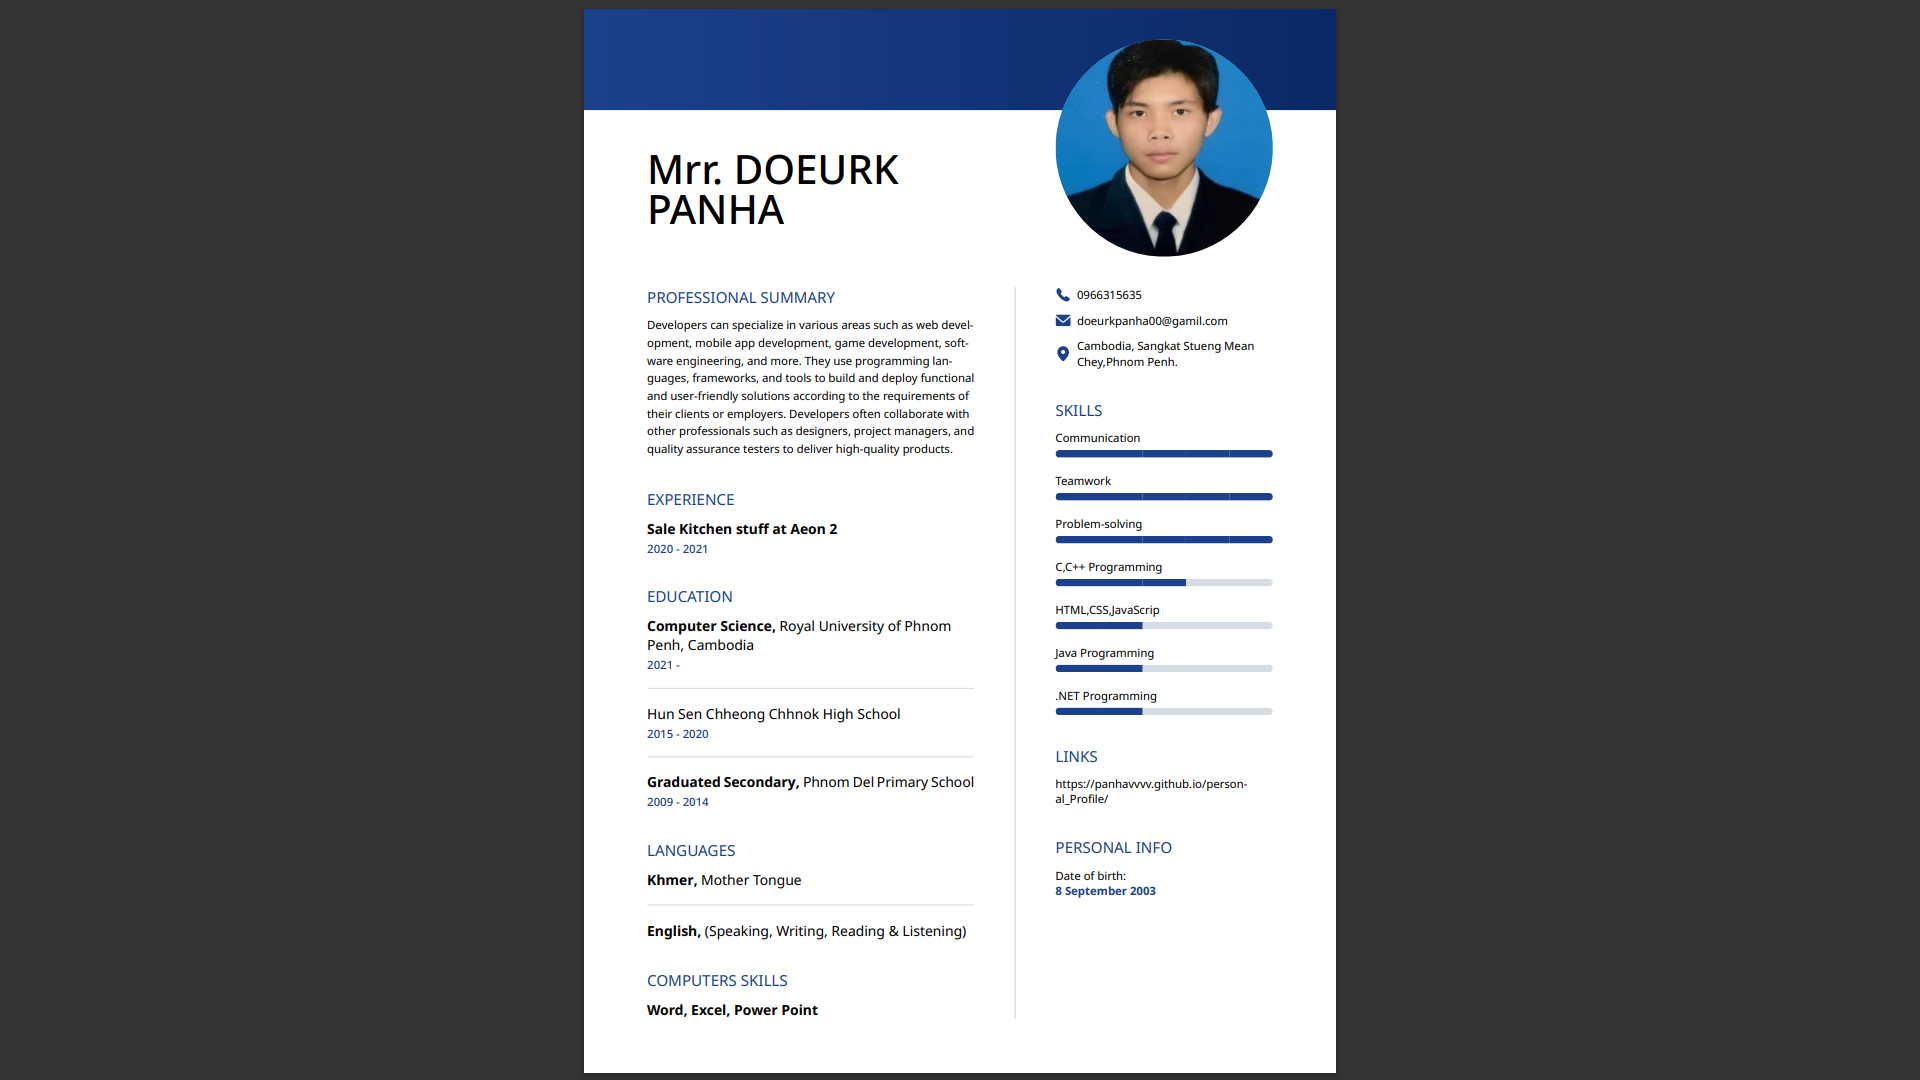 Mrr. DOEURK
PANHA
PROFESSIONAL SUMMARY
Developers can specialize in various areas such as web devel-
opment, mobile app development, game development, soft-
ware engineering, and more. They use programming lan-
guages, frameworks, and tools to build and deploy functional
and user-friendly solutions according to the requirements of
their clients or employers. Developers often collaborate with
other professionals such as designers, project managers, and
quality assurance testers to deliver high-quality products.
EXPERIENCE
Sale Kitchen stuff at Aeon 2
2020 - 2021
EDUCATION
Computer Science, Royal University of Phnom
Penh, Cambodia
2021 -
Hun Sen Chheong Chhnok High School
2015 - 2020
Graduated Secondary, Phnom Del Primary School
2009 - 2014
LANGUAGES
Khmer, Mother Tongue
English, (Speaking, Writing, Reading & Listening)
COMPUTERS SKILLS
Word, Excel, Power Point
0966315635
doeurkpanha00@gamil.com
Cambodia, Sangkat Stueng Mean
Chey,Phnom Penh.
SKILLS
Communication
Teamwork
Problem-solving
C,C++ Programming
HTML,CSS,JavaScrip
Java Programming
.NET Programming
LINKS
https://panhavvvv.github.io/person-
al_Profile/
PERSONAL INFO
Date of birth:
8 September 2003